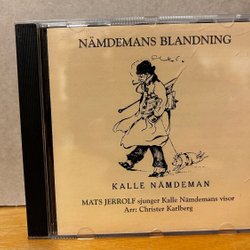 NÄMDEMANS BLANDNING
KALLE NÄMDEMAN
MATS JERROLF sjunger Kalle Nämdemans visor
Arr: Christer Karlberg